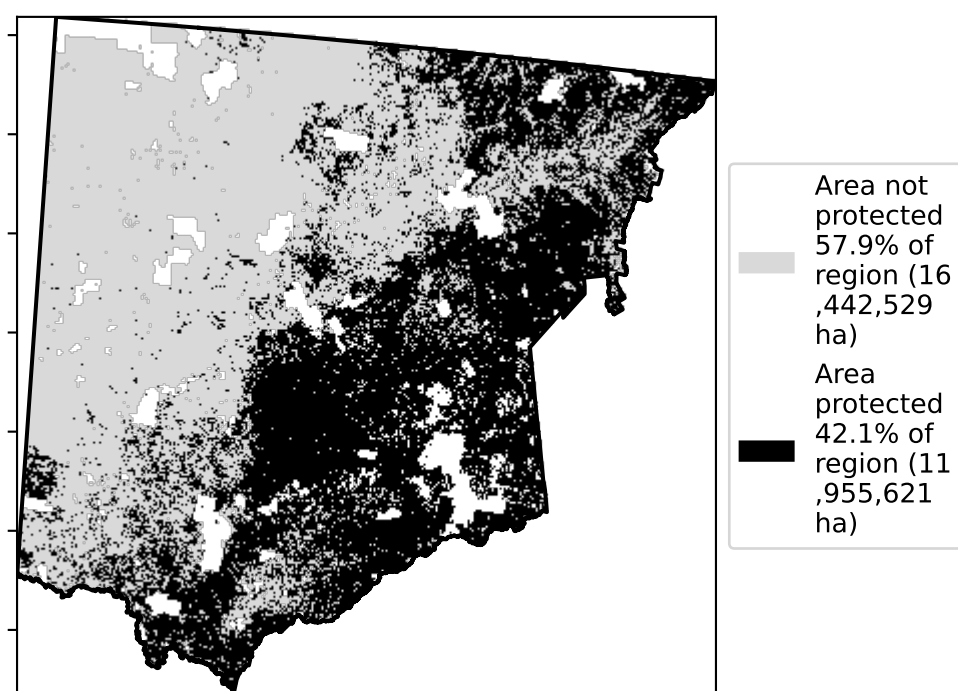 Area not
protected
57.9% of
region (16
,442,529
ha)
Area
protected
42.1% of
region (11
,955,621
ha)